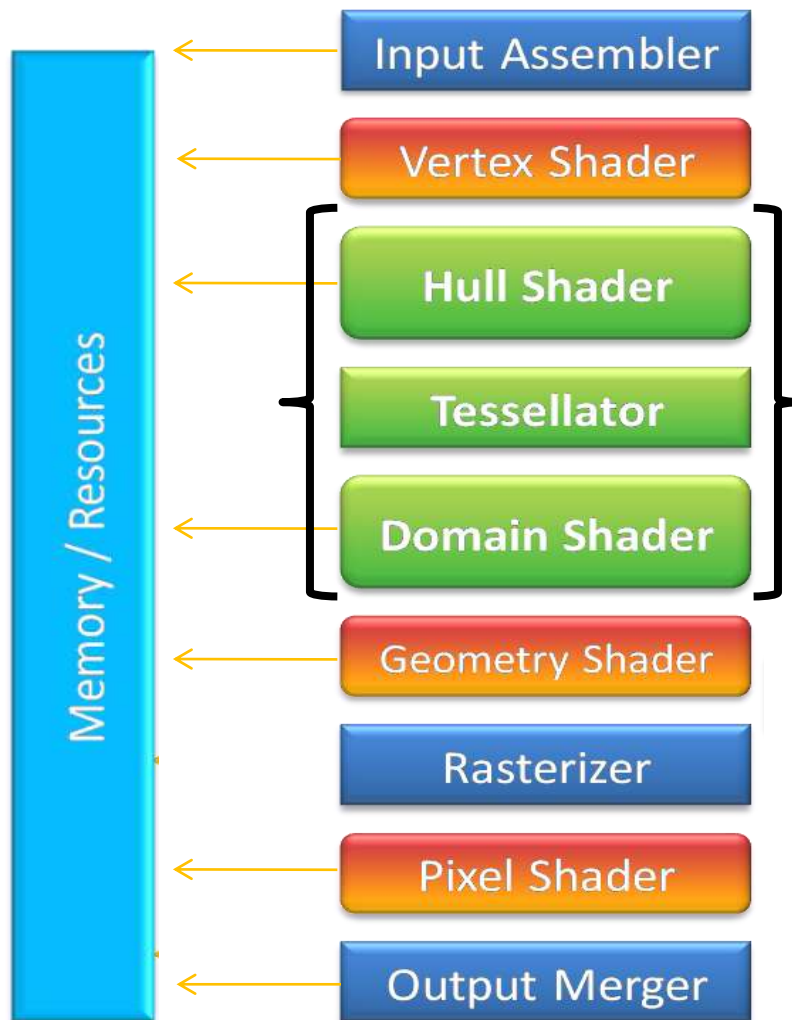 Input Assembler
Vertex Shader
Hull Shader
Tessellator
Domain Shader
Geometry Shader
Rasterizer
Pixel Shader
Output Merger
Memory / Resources